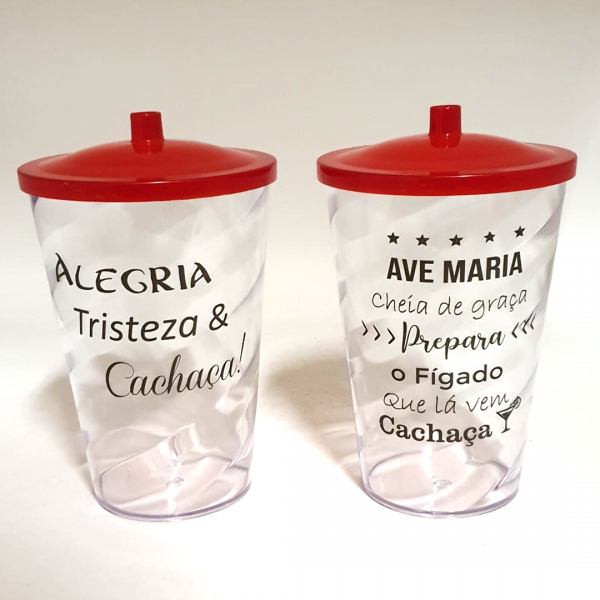 ALEGRIA
Tristeza &
Cachaça!
AVE MARIA
Cheia de graça
>>> Prepara <<<
o Fígado
Que lá vem
Cachaça